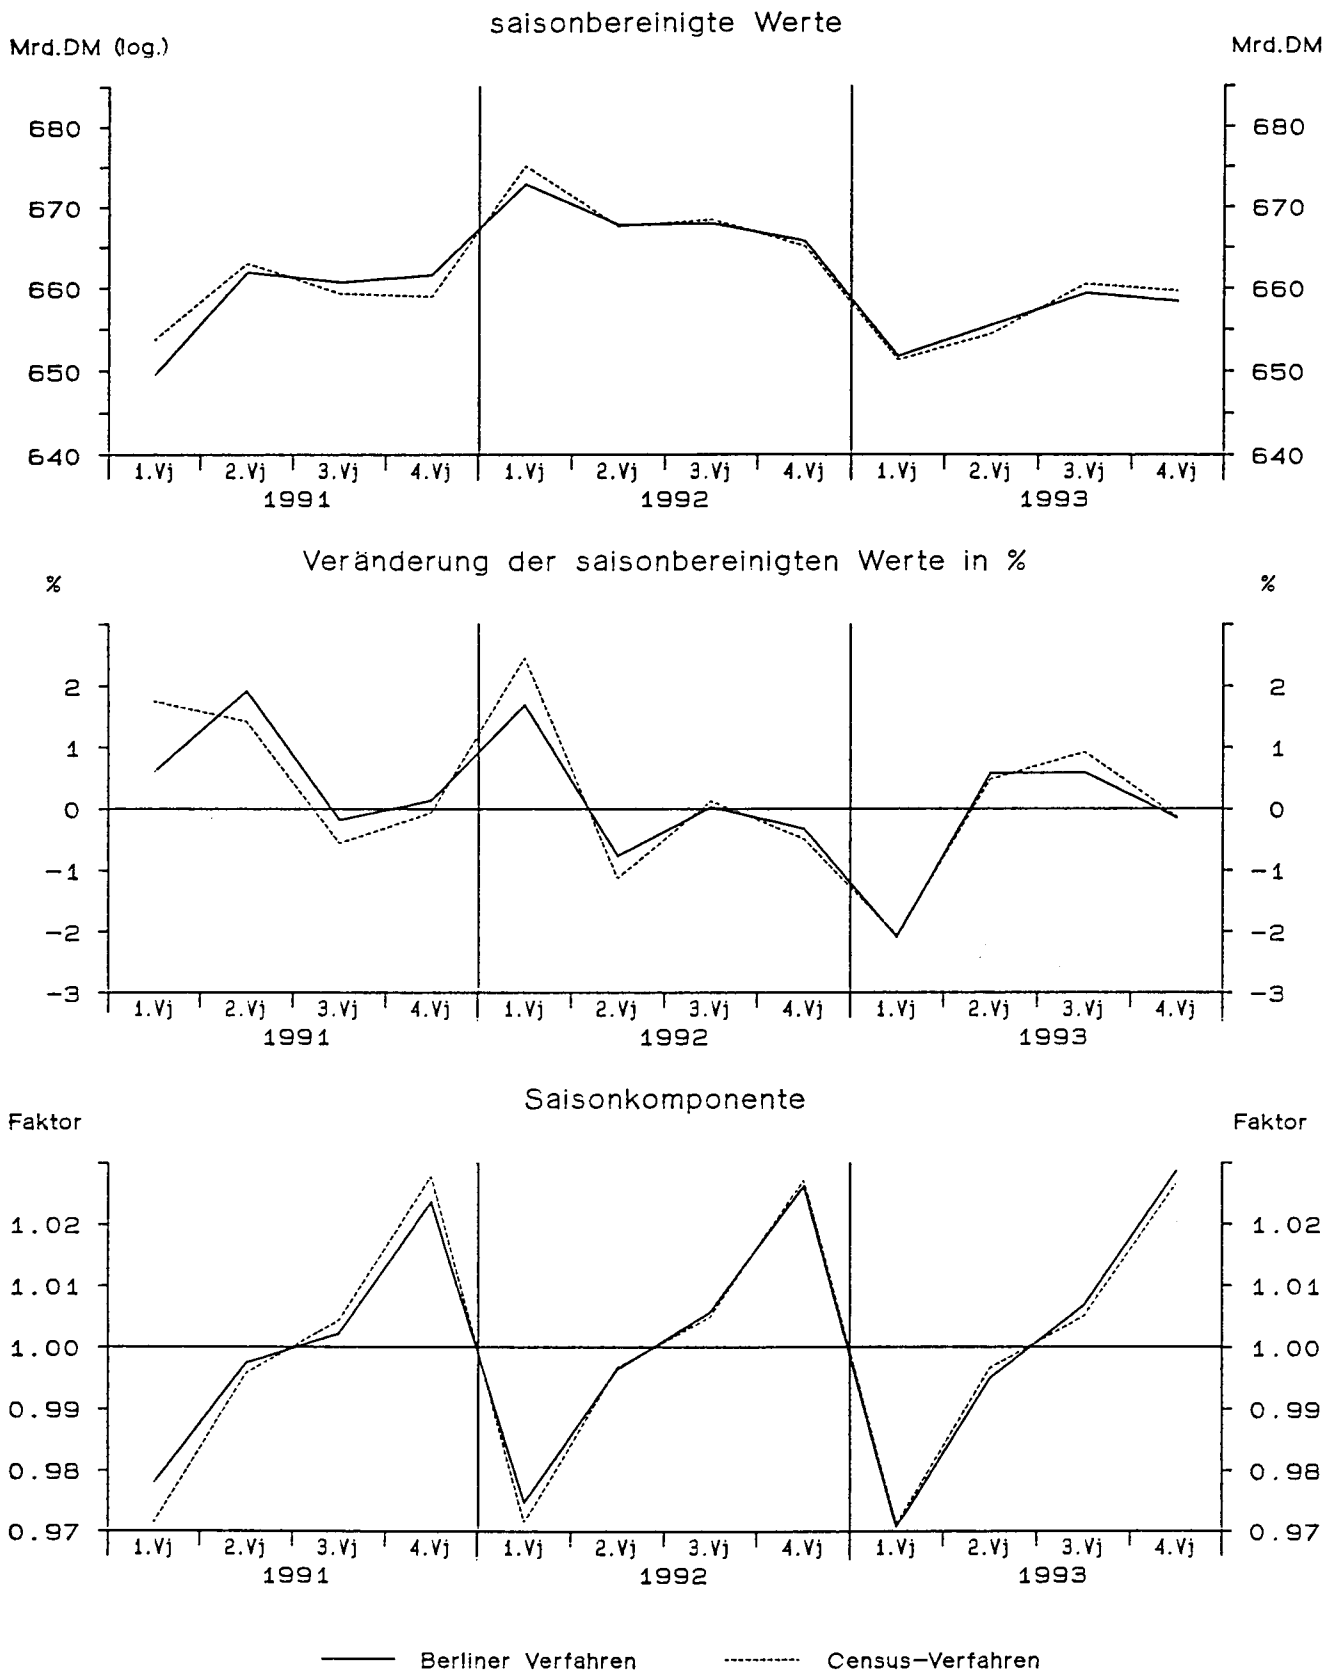 saisonbereinigte Werte
Mrd.DM (log.) Mrd.DM
680 680
670 670
660 660
650 650
640 640
1.Vj 2.Vj 3.Vj 4.Vj 1.Vj 2.Vj 3.Vj 4.Vj 1.Vj 2.Vj 3.Vj 4.Vj
1991 1992 1993
Veränderung der saisonbereinigten Werte in %
% %
2 2
1 1
0 0
-1 -1
-2 -2
-3 -3
1.Vj 2.Vj 3.Vj 4.Vj 1.Vj 2.Vj 3.Vj 4.Vj 1.Vj 2.Vj 3.Vj 4.Vj
1991 1992 1993
Saisonkomponente
Faktor Faktor
1.02 1.02
1.01 1.01
1.00 1.00
0.99 0.99
0.98 0.98
0.97 0.97
1.Vj 2.Vj 3.Vj 4.Vj 1.Vj 2.Vj 3.Vj 4.Vj 1.Vj 2.Vj 3.Vj 4.Vj
1991 1992 1993
Berliner Verfahren Census-Verfahren